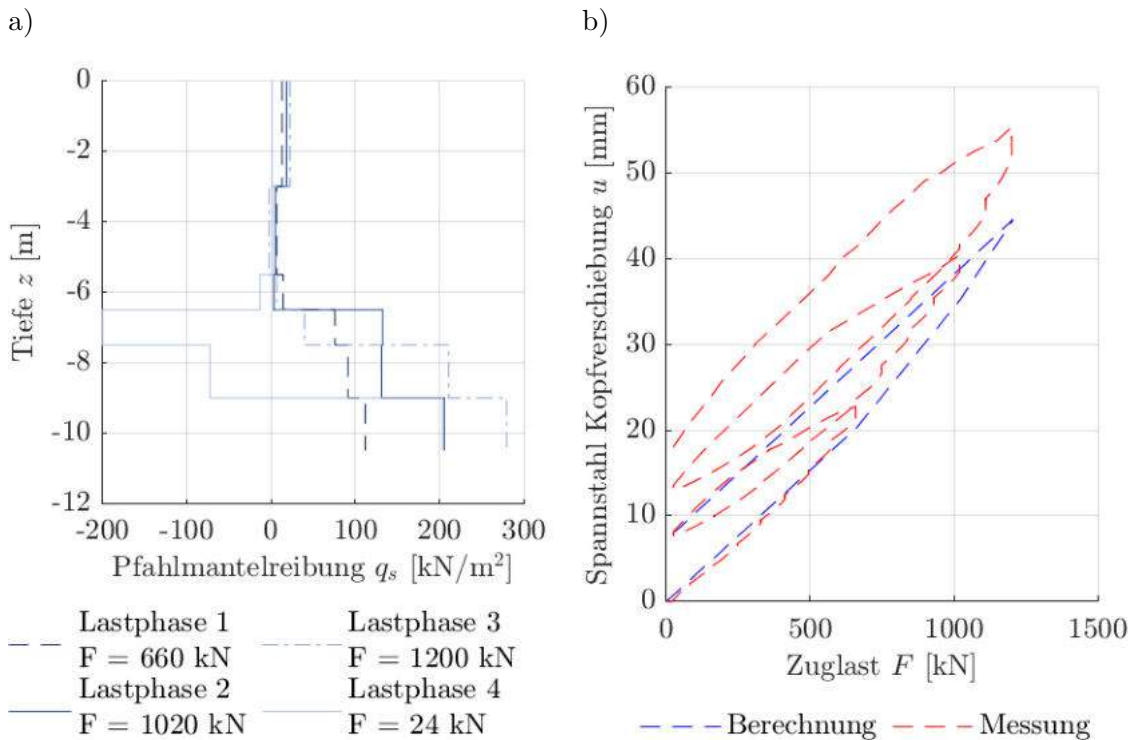 a)
b)
0
-2
-4
-6
-8
-10
-12
-200 -100 0 100 200 300
Tiefe z [m]
Pfahlmantelreibung qs [kN/m²]
Lastphase 1
F = 660 kN
Lastphase 2
F = 1020 kN
Lastphase 3
F = 1200 kN
Lastphase 4
F = 24 kN
60
50
40
30
20
10
0
0 500 1000 1500
Spannstahl Kopfverschiebung u [mm]
Zuglast F [kN]
Berechnung
Messung